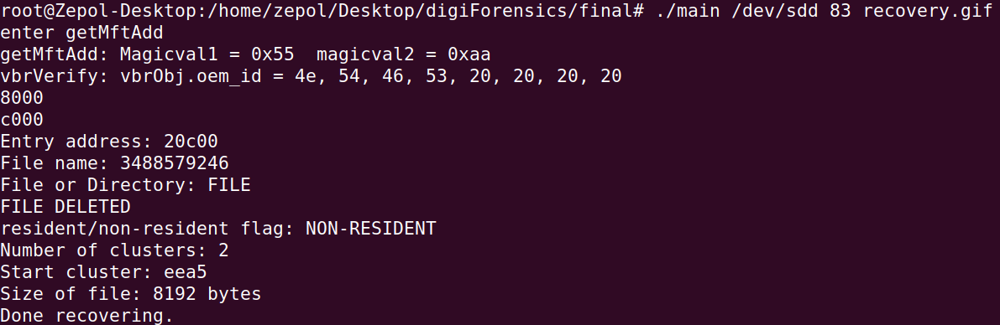 root@Zepol-Desktop:/home/zepol/Desktop/digiForensics/final# ./main /dev/sdd 83 recovery.gif
enter getMftAdd
getMftAdd: Magicval1 = 0x55  magicval2 = 0xaa
vbrVerify: vbrObj.oem_id = 4e, 54, 46, 53, 20, 20, 20, 20
8000
c000
Entry address: 20c00
File name: 3488579246
File or Directory: FILE
FILE DELETED
resident/non-resident flag: NON-RESIDENT
Number of clusters: 2
Start cluster: eea5
Size of file: 8192 bytes
Done recovering.